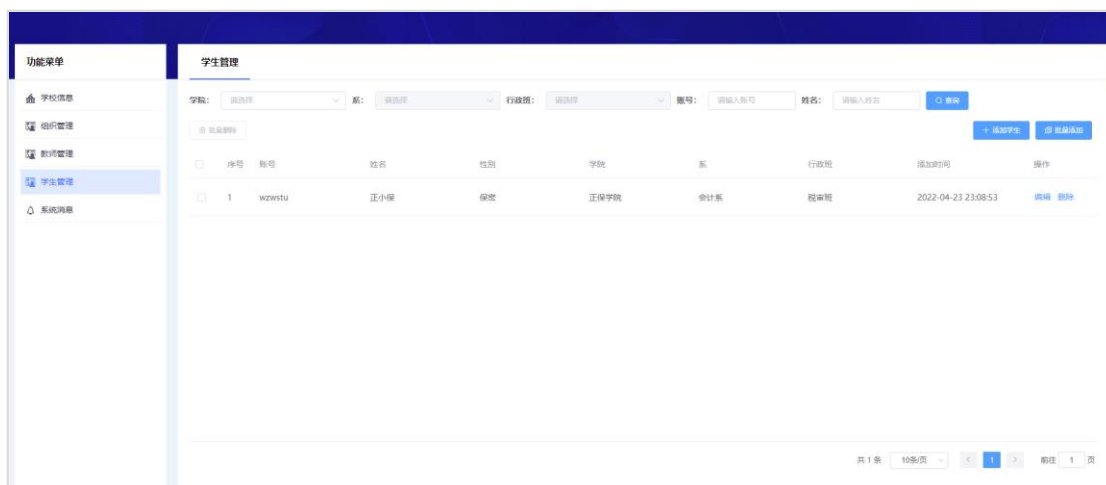 功能菜单
学校信息
组织管理
教师管理
学生管理
系统消息
学生管理
学院: 请选择 系: 请选择 行政班: 请选择 账号: 请输入账号 姓名: 请输入姓名 查询
批量删除 + 添加学生 批量添加
序号 账号 姓名 性别 学院 系 行政班 添加时间 操作
1 wzwstu 正小保 保密 正保学院 会计系 税审班 2022-04-23 23:08:53 编辑 删除
共 1 条 10条/页 < 1 > 前往 1 页